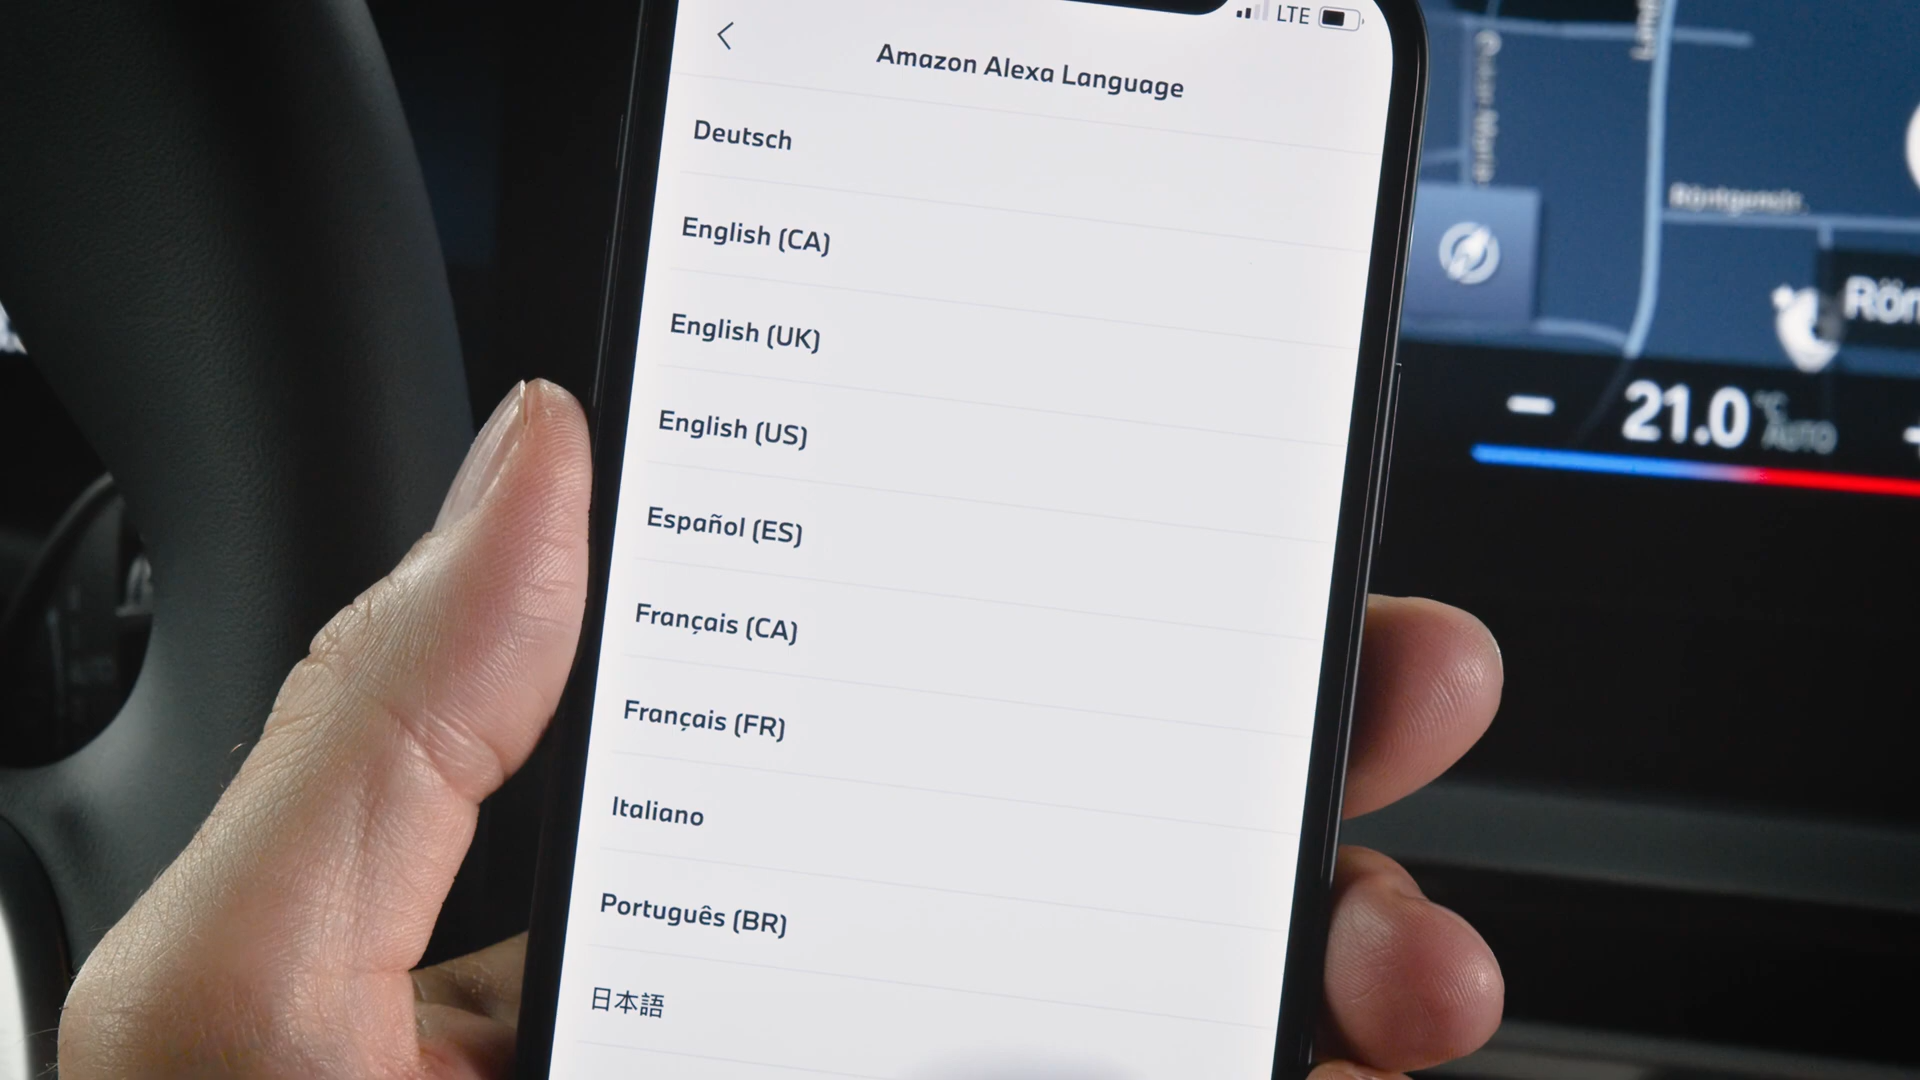 LTE
Amazon Alexa Language
Deutsch
English (CA)
English (UK)
English (US)
Español (ES)
Français (CA)
Français (FR)
Italiano
Português (BR)
日本語
Röntgenstr.
21.0 °C
AUTO